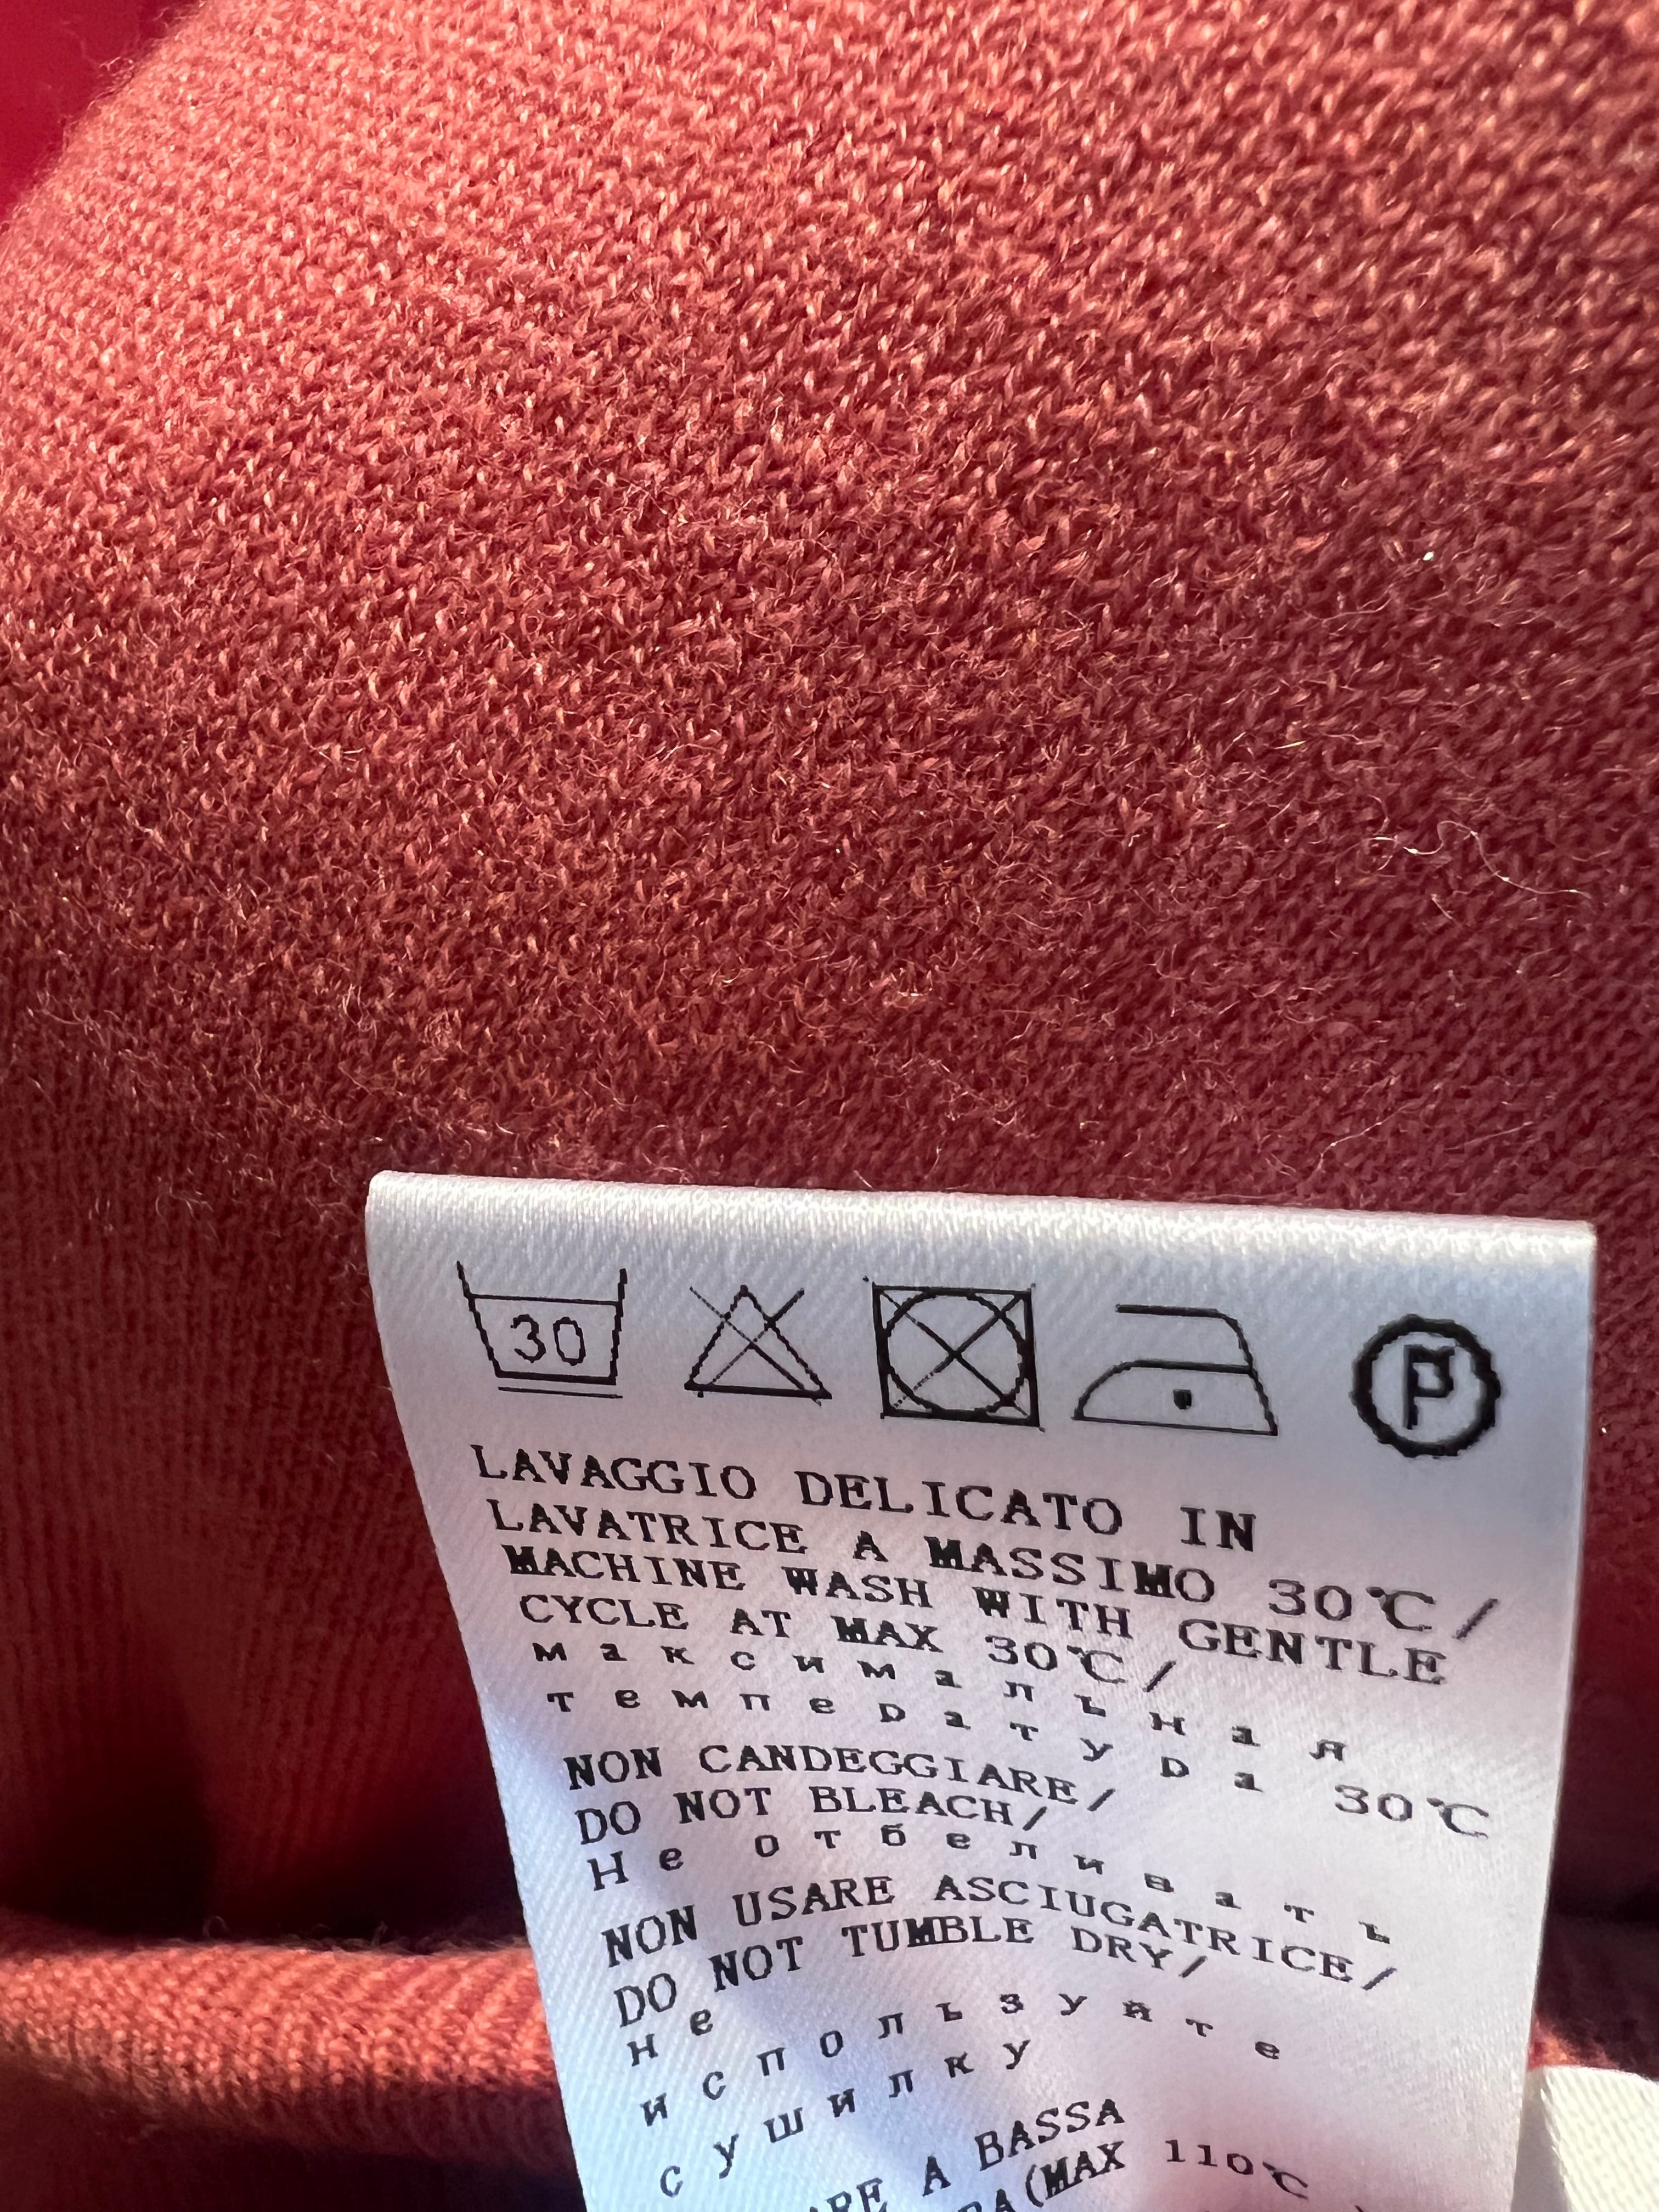 30
P
LAVAGGIO DELICATO IN
LAVATRICE A MASSIMO 30℃/
MACHINE WASH WITH GENTLE
CYCLE AT MAX 30℃/
максимальная
температура 30℃
NON CANDEGGIARE/
DO NOT BLEACH/
Не отбеливать
NON USARE ASCIUGATRICE/
DO NOT TUMBLE DRY/
не
используйте
сушилку
A BASSA
(MAX 110℃